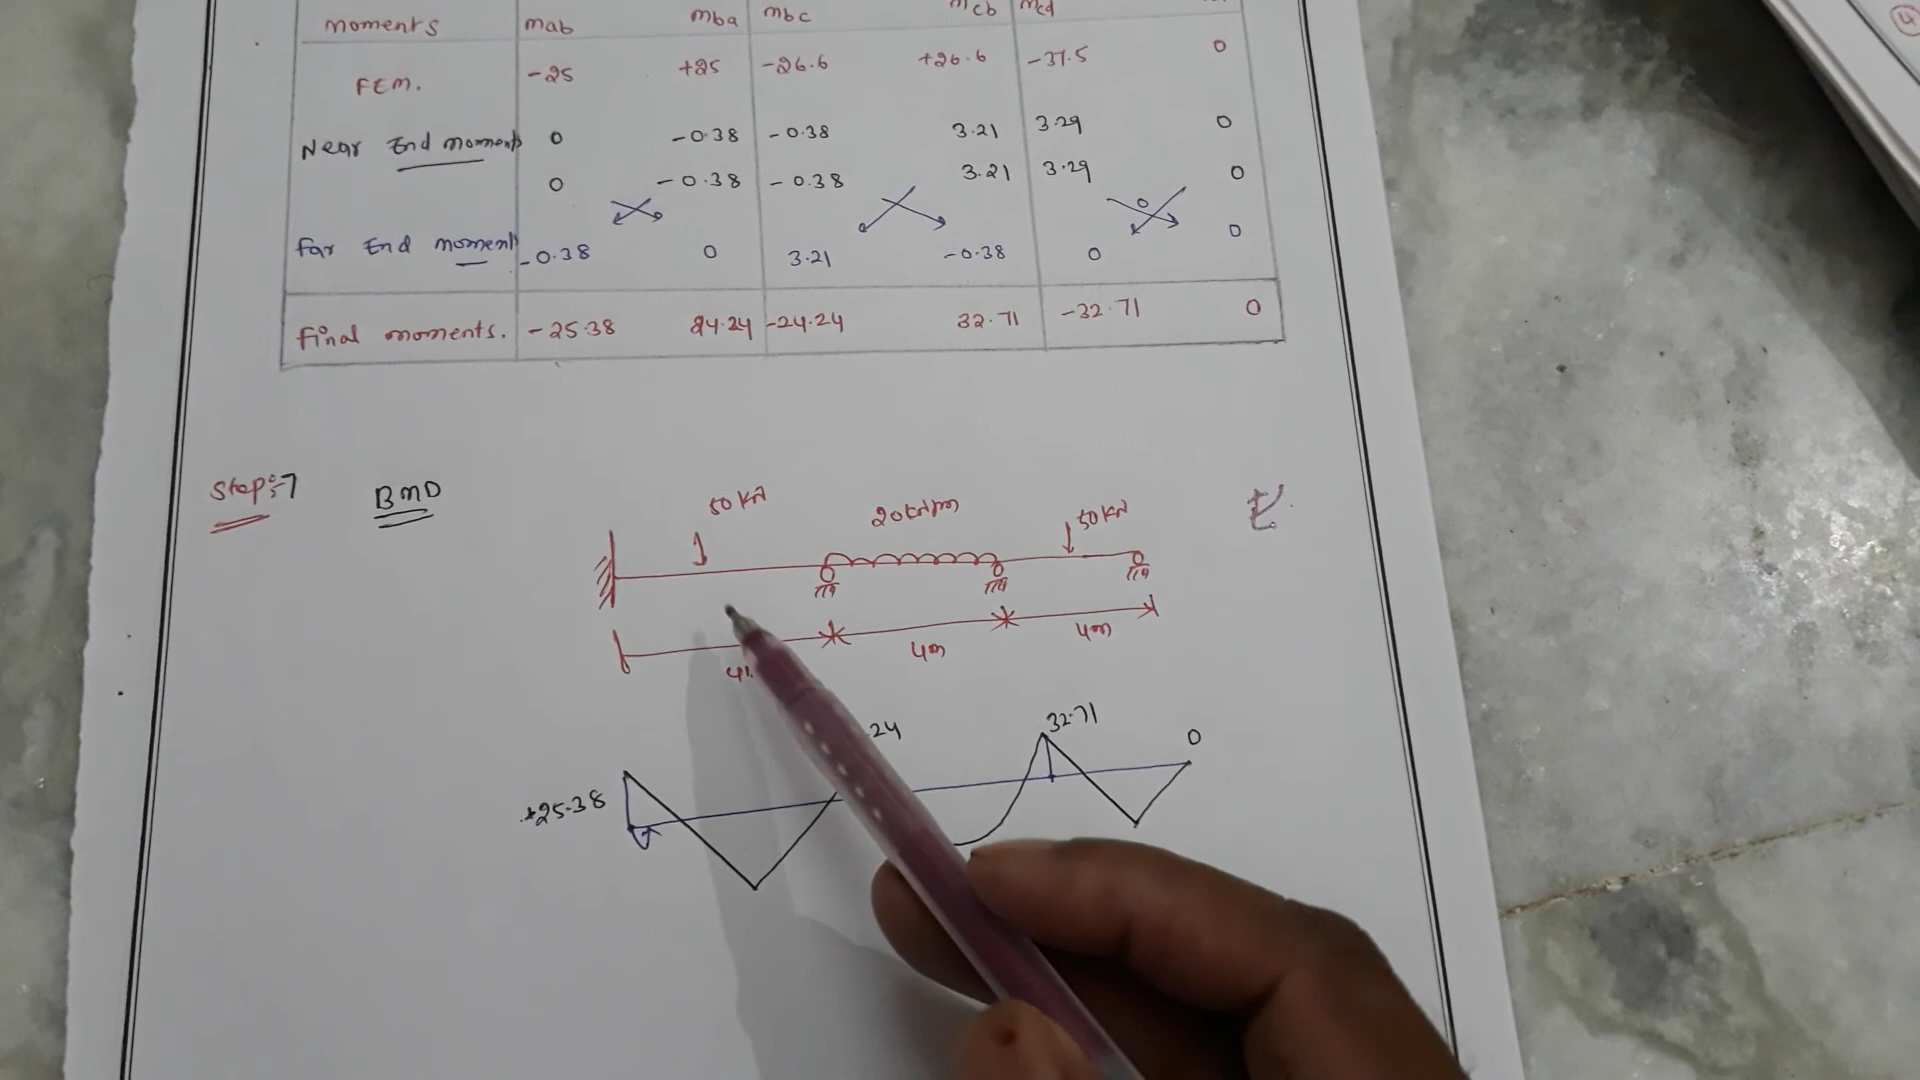 moments mab mba mbc mcb mcd
FEM. -25 +25 -26.6 +26.6 -37.5 0
Near End moments 0 -0.38 -0.38 3.21 3.29 0
0 -0.38 -0.38 3.21 3.29 0
0
far End moments -0.38 0 3.21 -0.38 0 0
final moments. -25.38 24.24 -24.24 32.71 -32.71 0
Step:-7 BMD
50 KN 20 KN/m 50 KN
4m 4m
.24 32.71 0
+25.38
4